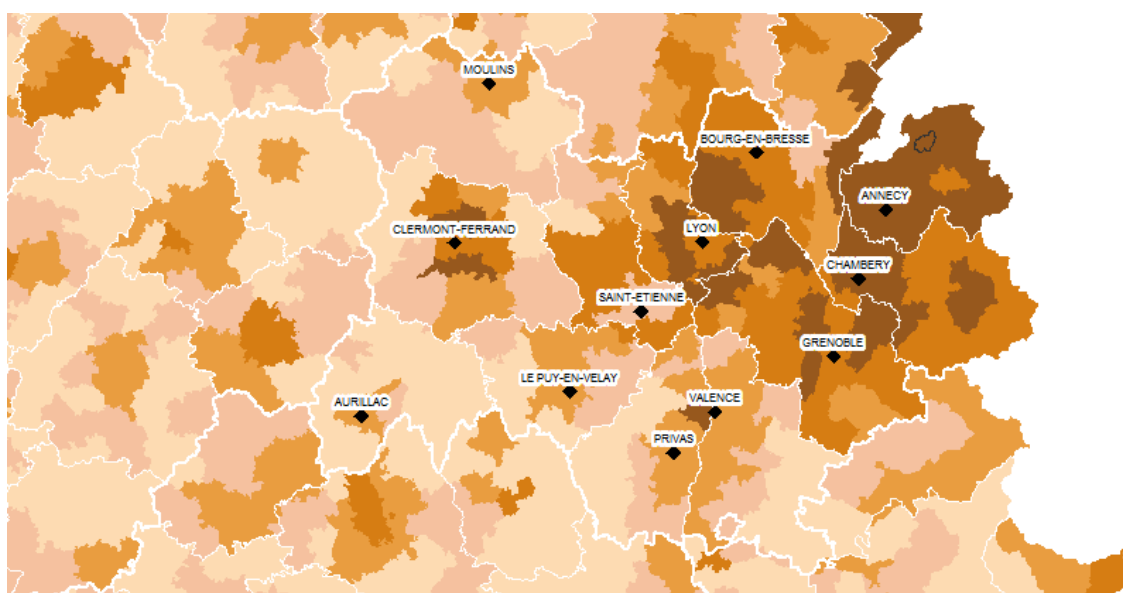 MOULINS
BOURG-EN-BRESSE
ANNECY
CLERMONT-FERRAND
LYON
CHAMBERY
SAINT-ETIENNE
GRENOBLE
LE PUY-EN-VELAY
AURILLAC
VALENCE
PRIVAS